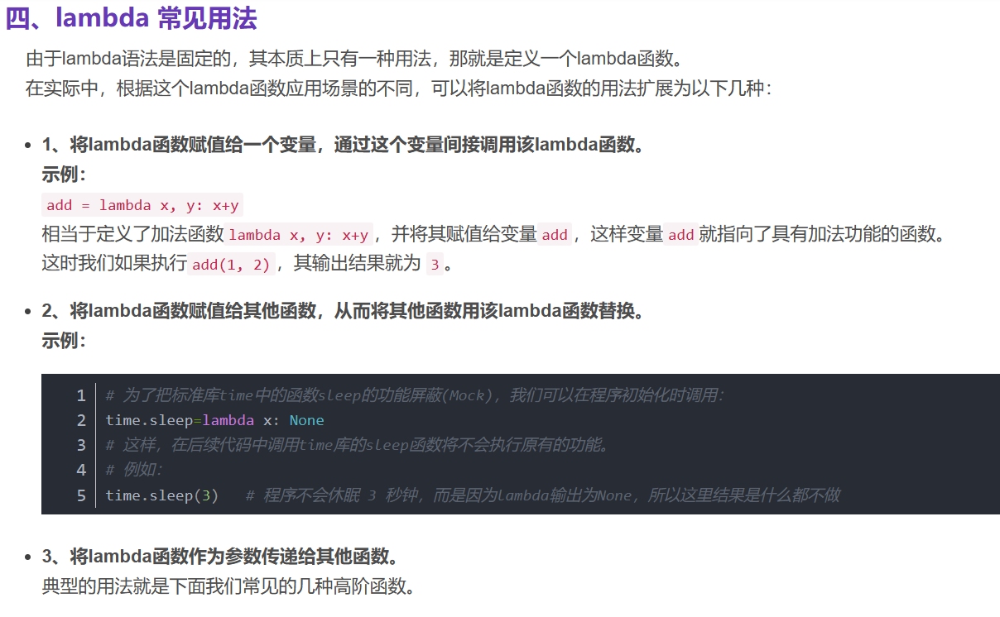 四、lambda 常见用法
由于lambda语法是固定的，其本质上只有一种用法，那就是定义一个lambda函数。
在实际中，根据这个lambda函数应用场景的不同，可以将lambda函数的用法扩展为以下几种：
1、将lambda函数赋值给一个变量，通过这个变量间接调用该lambda函数。
示例：
add = lambda x, y: x+y
相当于定义了加法函数lambda x, y: x+y，并将其赋值给变量add，这样变量add就指向了具有加法功能的函数。
这时我们如果执行add(1, 2)，其输出结果就为 3。
2、将lambda函数赋值给其他函数，从而将其他函数用该lambda函数替换。
示例：
1 # 为了把标准库time中的函数sleep的功能屏蔽(Mock)，我们可以在程序初始化时调用：
2 time.sleep=lambda x: None
3 # 这样，在后续代码中调用time库的sleep函数将不会执行原有的功能。
4 # 例如：
5 time.sleep(3)   # 程序不会休眠 3 秒钟，而是因为lambda输出为None，所以这里结果是什么都不做
3、将lambda函数作为参数传递给其他函数。
典型的用法就是下面我们常见的几种高阶函数。